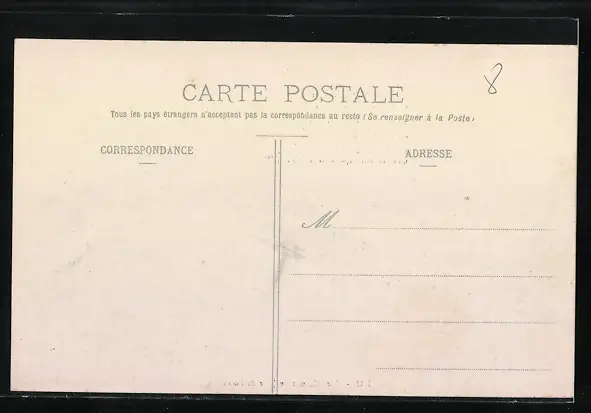 8
CARTE POSTALE
Tous les pays étrangers n'acceptent pas la correspondance au recto (Se renseigner à la Poste)
CORRESPONDANCE
ADRESSE
M